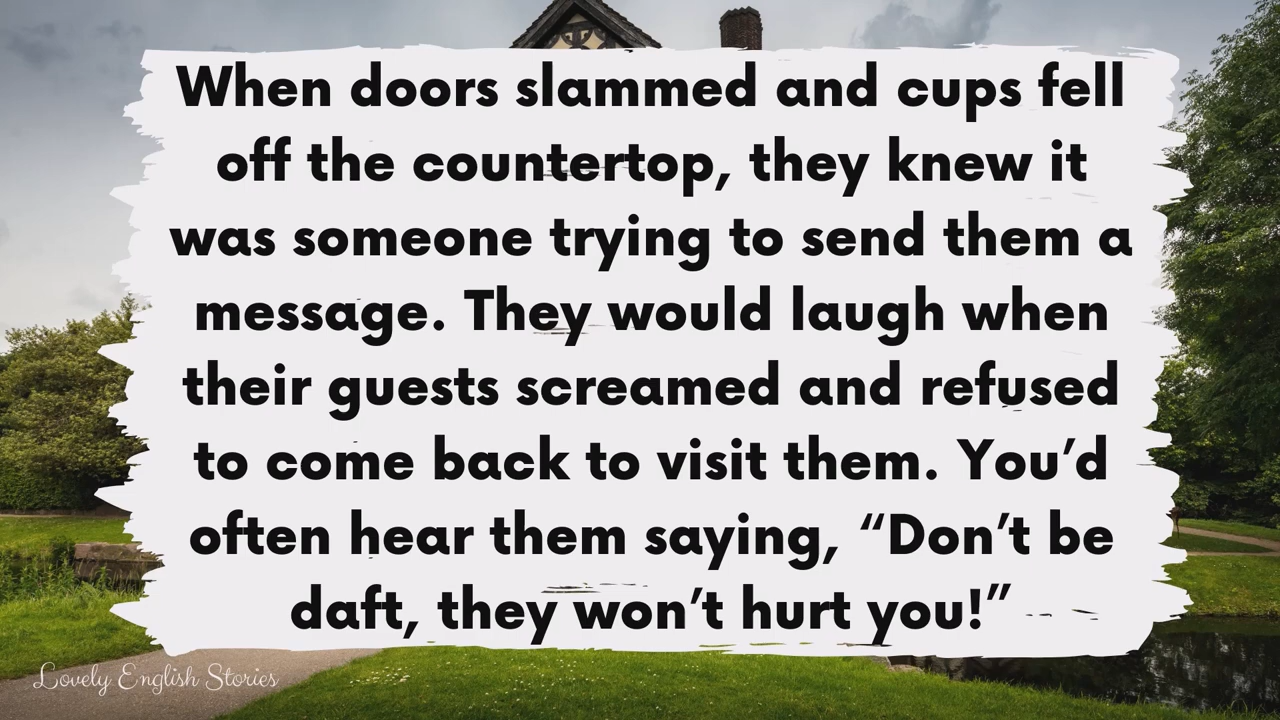 When doors slammed and cups fell
off the countertop, they knew it
was someone trying to send them a
message. They would laugh when
their guests screamed and refused
to come back to visit them. You’d
often hear them saying, “Don’t be
daft, they won’t hurt you!”
Lovely English Stories